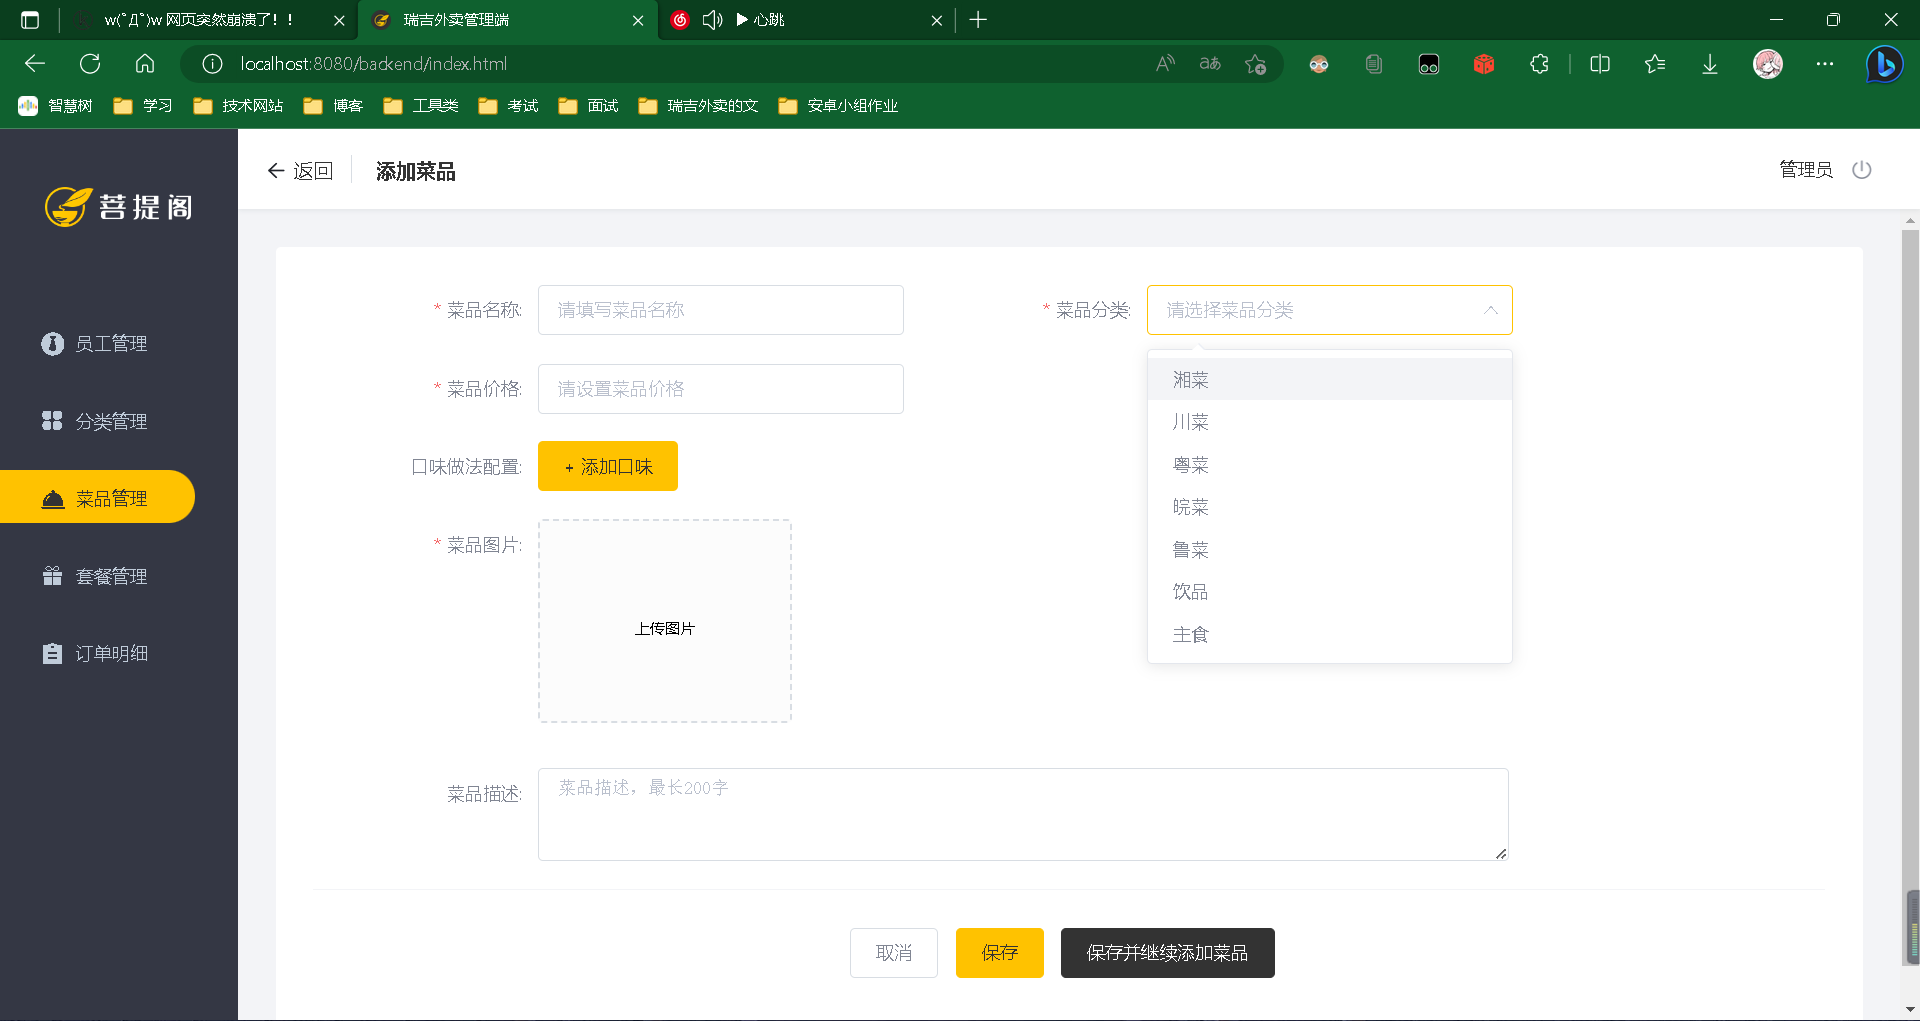 w(ﾟДﾟ)w 网页突然崩溃了！！
瑞吉外卖管理端
▶ 心跳
localhost:8080/backend/index.html
智慧树 学习 技术网站 博客 工具类 考试 面试 瑞吉外卖的文 安卓小组作业
菩提阁
返回
添加菜品
管理员
员工管理
分类管理
菜品管理
套餐管理
订单明细
* 菜品名称: 请填写菜品名称
* 菜品分类: 请选择菜品分类
湘菜
川菜
粤菜
皖菜
鲁菜
饮品
主食
* 菜品价格: 请设置菜品价格
口味做法配置: + 添加口味
* 菜品图片: 上传图片
菜品描述: 菜品描述，最长200字
取消 保存 保存并继续添加菜品